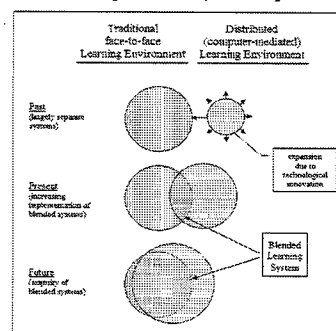 Traditional
face-to-face
Learning Environment
Distributed
(computer-mediated)
Learning Environment
Past
(largely separate
systems)
expansion
due to
technological
innovation
Present
(increasing
implementation of
blended systems)
Blended
Learning
System
Future
(majority of
blended systems)